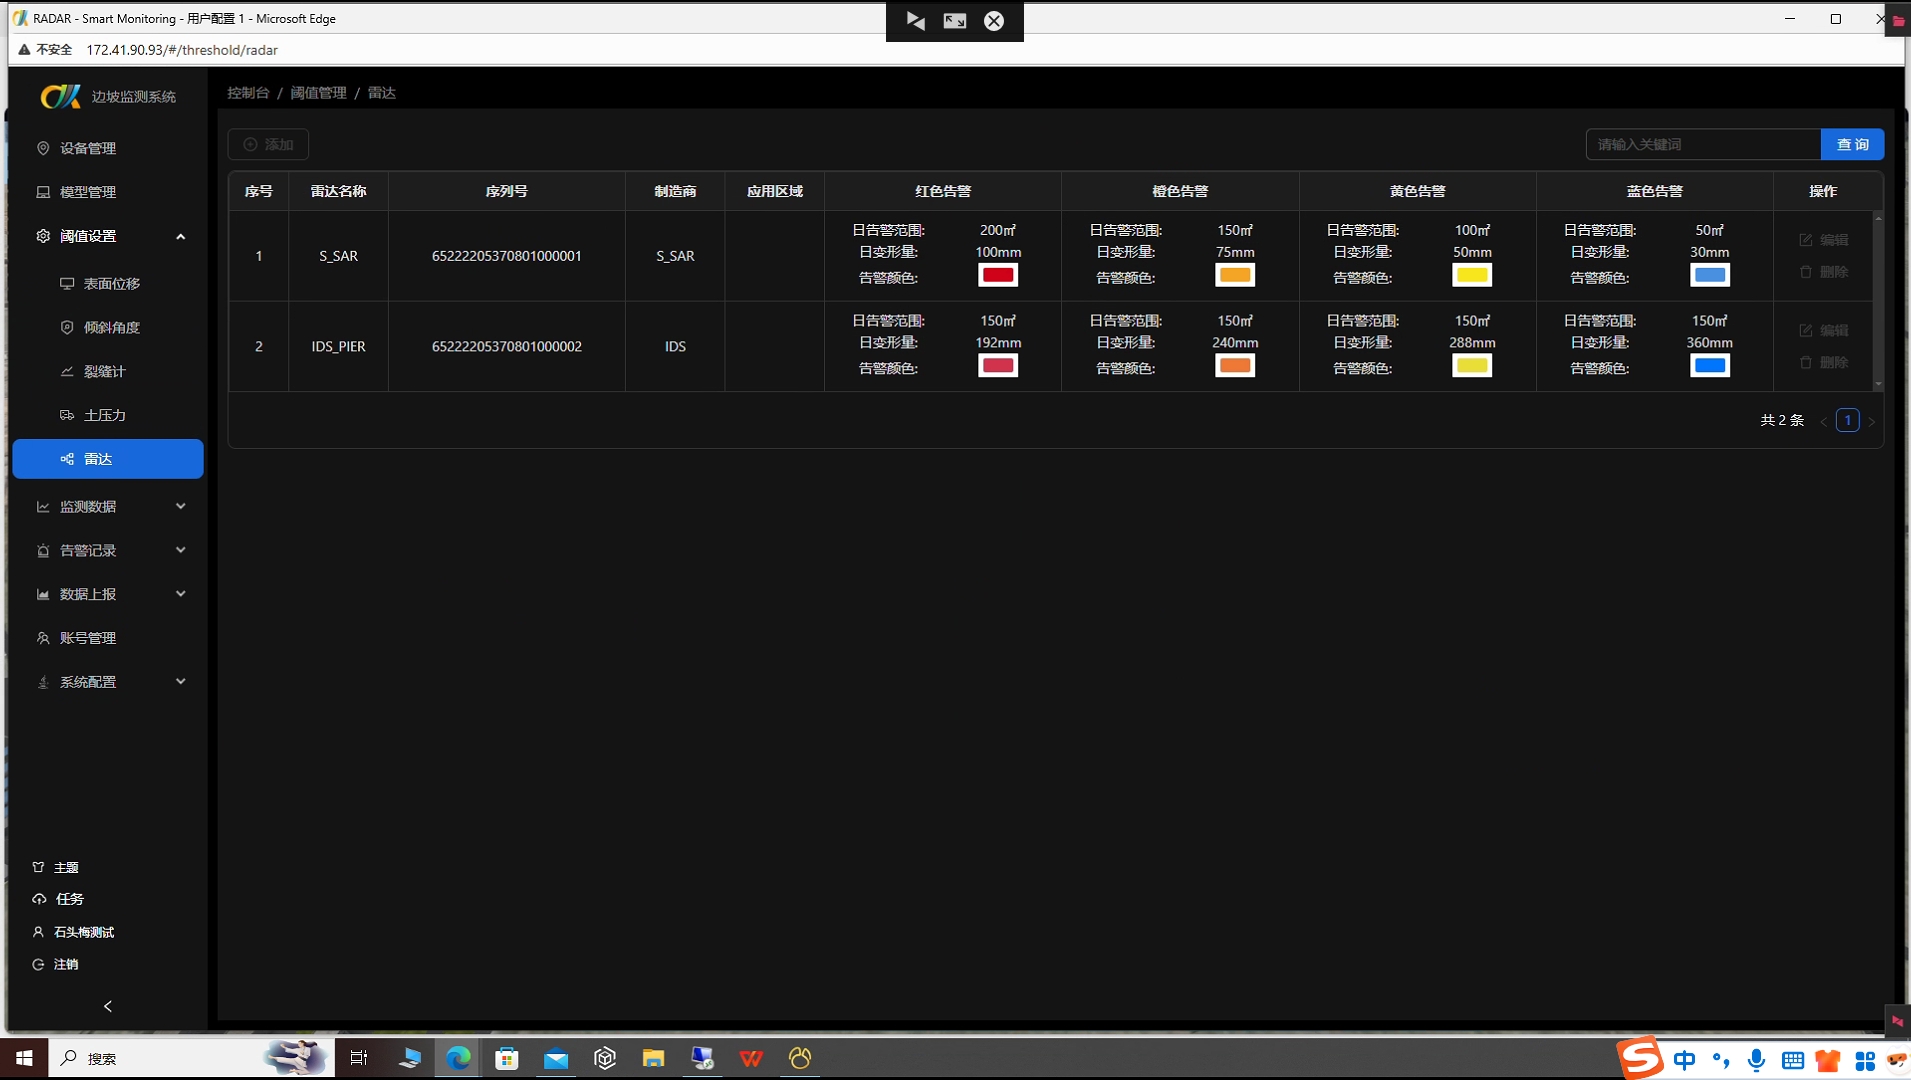 RADAR - Smart Monitoring - 用户配置 1 - Microsoft Edge
不安全 172.41.90.93/#/threshold/radar
边坡监测系统
控制台 / 阈值管理 / 雷达
设备管理
模型管理
阈值设置
表面位移
倾斜角度
裂缝计
土压力
雷达
监测数据
告警记录
数据上报
账号管理
系统配置
主题
任务
石头梅测试
注销
添加
请输入关键词
查 询
序号 雷达名称 序列号 制造商 应用区域 红色告警 橙色告警 黄色告警 蓝色告警 操作
日告警范围: 200㎡ 日告警范围: 150㎡ 日告警范围: 100㎡ 日告警范围: 50㎡ 编辑
1 S_SAR 65222205370801000001 S_SAR 日变形量: 100mm 日变形量: 75mm 日变形量: 50mm 日变形量: 30mm
告警颜色: 告警颜色: 告警颜色: 告警颜色: 删除
日告警范围: 150㎡ 日告警范围: 150㎡ 日告警范围: 150㎡ 日告警范围: 150㎡ 编辑
2 IDS_PIER 65222205370801000002 IDS 日变形量: 192mm 日变形量: 240mm 日变形量: 288mm 日变形量: 360mm
告警颜色: 告警颜色: 告警颜色: 告警颜色: 删除
共 2 条 1
搜索
中